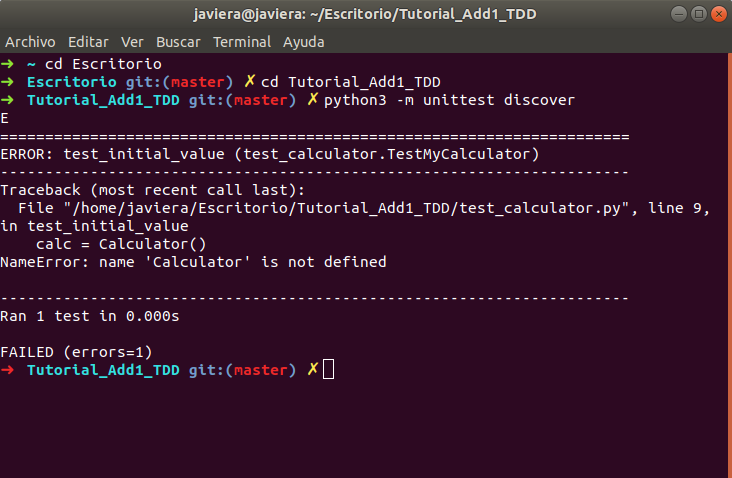 javiera@javiera: ~/Escritorio/Tutorial_Add1_TDD
Archivo Editar Ver Buscar Terminal Ayuda
➜ ~ cd Escritorio
➜ Escritorio git:(master) ✗ cd Tutorial_Add1_TDD
➜ Tutorial_Add1_TDD git:(master) ✗ python3 -m unittest discover
E
======================================================================
ERROR: test_initial_value (test_calculator.TestMyCalculator)
----------------------------------------------------------------------
Traceback (most recent call last):
  File "/home/javiera/Escritorio/Tutorial_Add1_TDD/test_calculator.py", line 9,
in test_initial_value
    calc = Calculator()
NameError: name 'Calculator' is not defined

----------------------------------------------------------------------
Ran 1 test in 0.000s

FAILED (errors=1)
➜ Tutorial_Add1_TDD git:(master) ✗